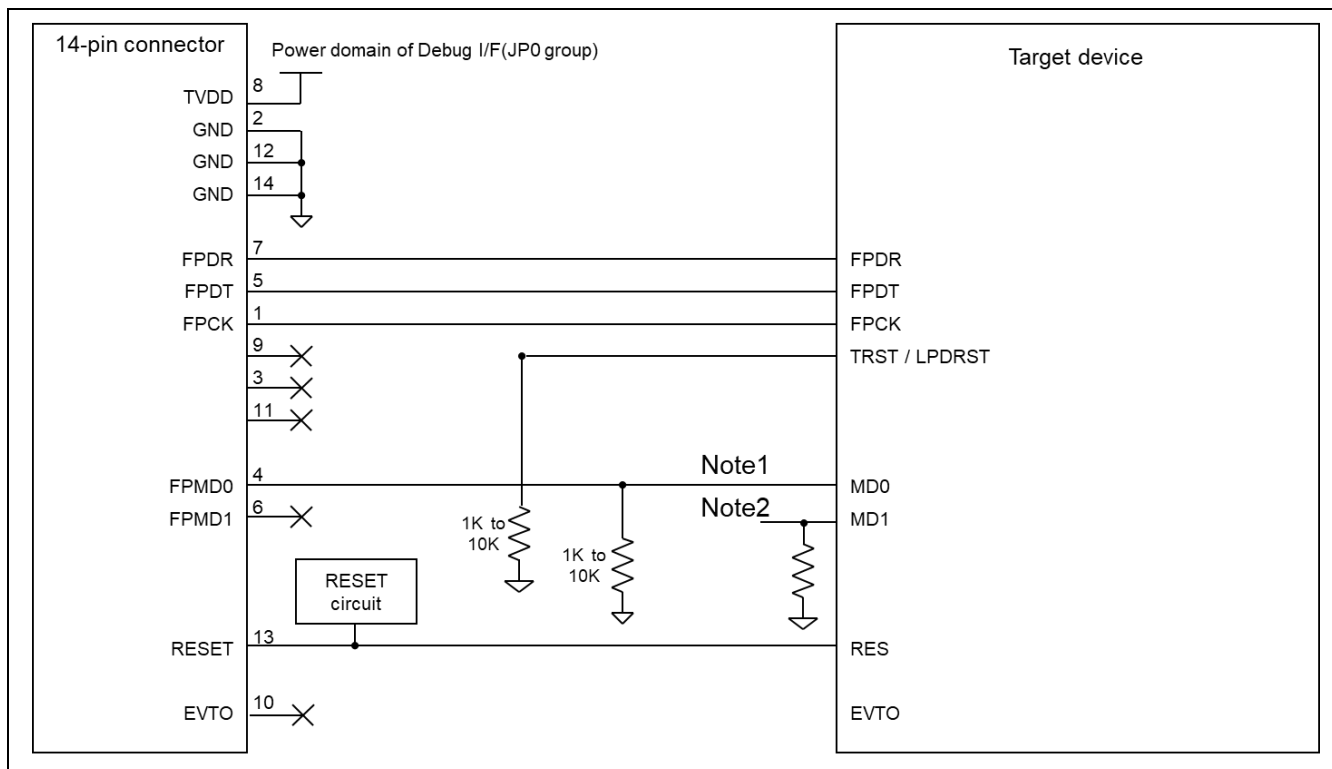 14-pin connector
Power domain of Debug I/F(JP0 group)
Target device
TVDD 8
GND 2
GND 12
GND 14
FPDR 7 FPDR
FPDT 5 FPDT
FPCK 1 FPCK
9 TRST / LPDRST
3
11
FPMD0 4 Note1 MD0
FPMD1 6 Note2 MD1
1K to
10K
1K to
10K
RESET
circuit
RESET 13 RES
EVTO 10 EVTO